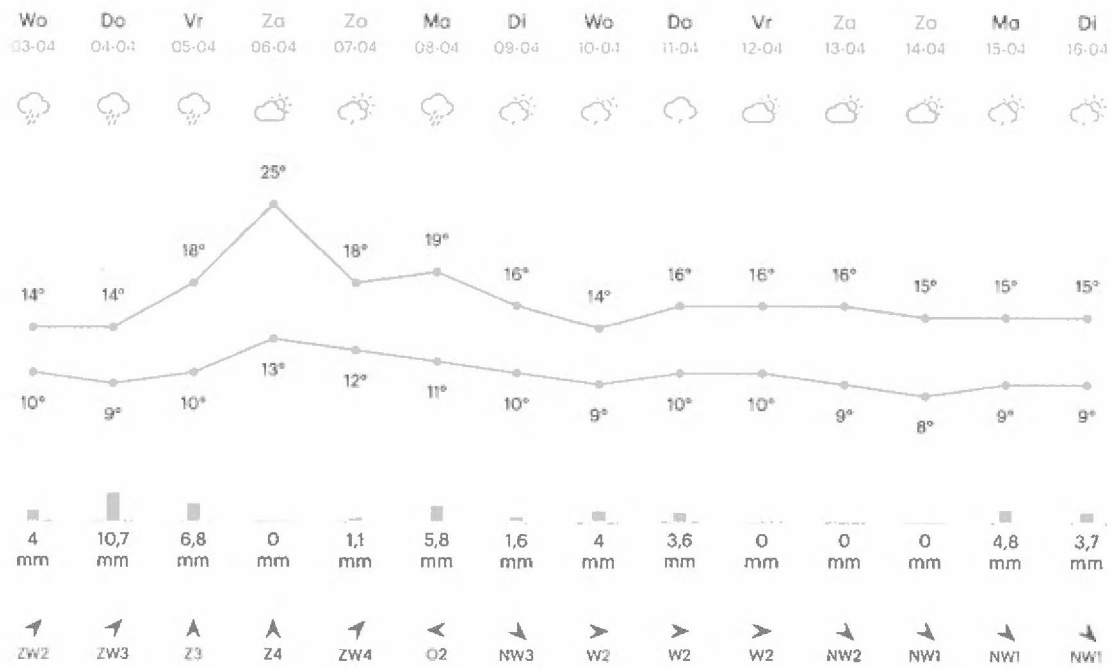 Wo Do Vr Za Zo Ma Di Wo Do Vr Za Zo Ma Di
03-04 04-04 05-04 06-04 07-04 08-04 09-04 10-04 11-04 12-04 13-04 14-04 15-04 16-04
25°
19°
18° 18°
16° 16° 16° 16°
14° 14° 14° 15° 15° 15°
13°
12°
11°
10° 10° 10° 10° 10°
9° 9° 9° 9° 9°
8°
4 10,7 6,8 0 1,1 5,8 1,6 4 3,6 0 0 0 4,8 3,7
mm mm mm mm mm mm mm mm mm mm mm mm mm mm
ZW2 ZW3 Z3 Z4 ZW4 O2 NW3 W2 W2 W2 NW2 NW1 NW1 NW1